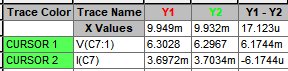 Trace Color Trace Name Y1 Y2 Y1 - Y2
X Values 9.949m 9.932m 17.123u
CURSOR 1 V(C7:1) 6.3028 6.2967 6.1744m
CURSOR 2 I(C7) 3.6972m 3.7034m -6.1744u